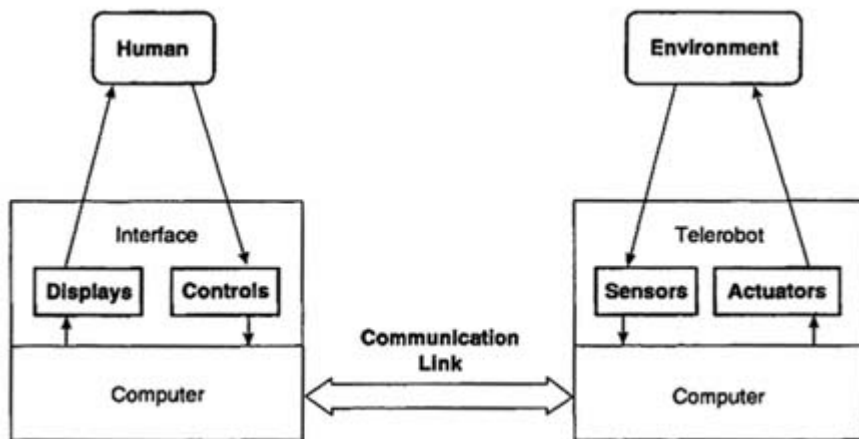 Human
Environment
Interface
Telerobot
Displays
Controls
Sensors
Actuators
Communication
Link
Computer
Computer